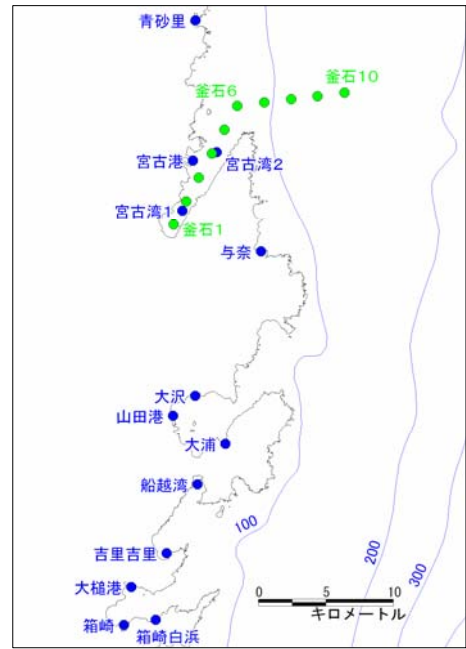 青砂里
釜石6
釜石10
宮古港
宮古湾2
宮古湾1
釜石1
与奈
大沢
山田港
大浦
船越湾
100
200
300
吉里吉里
大槌港
箱崎
箱崎白浜
0 5 10
キロメートル